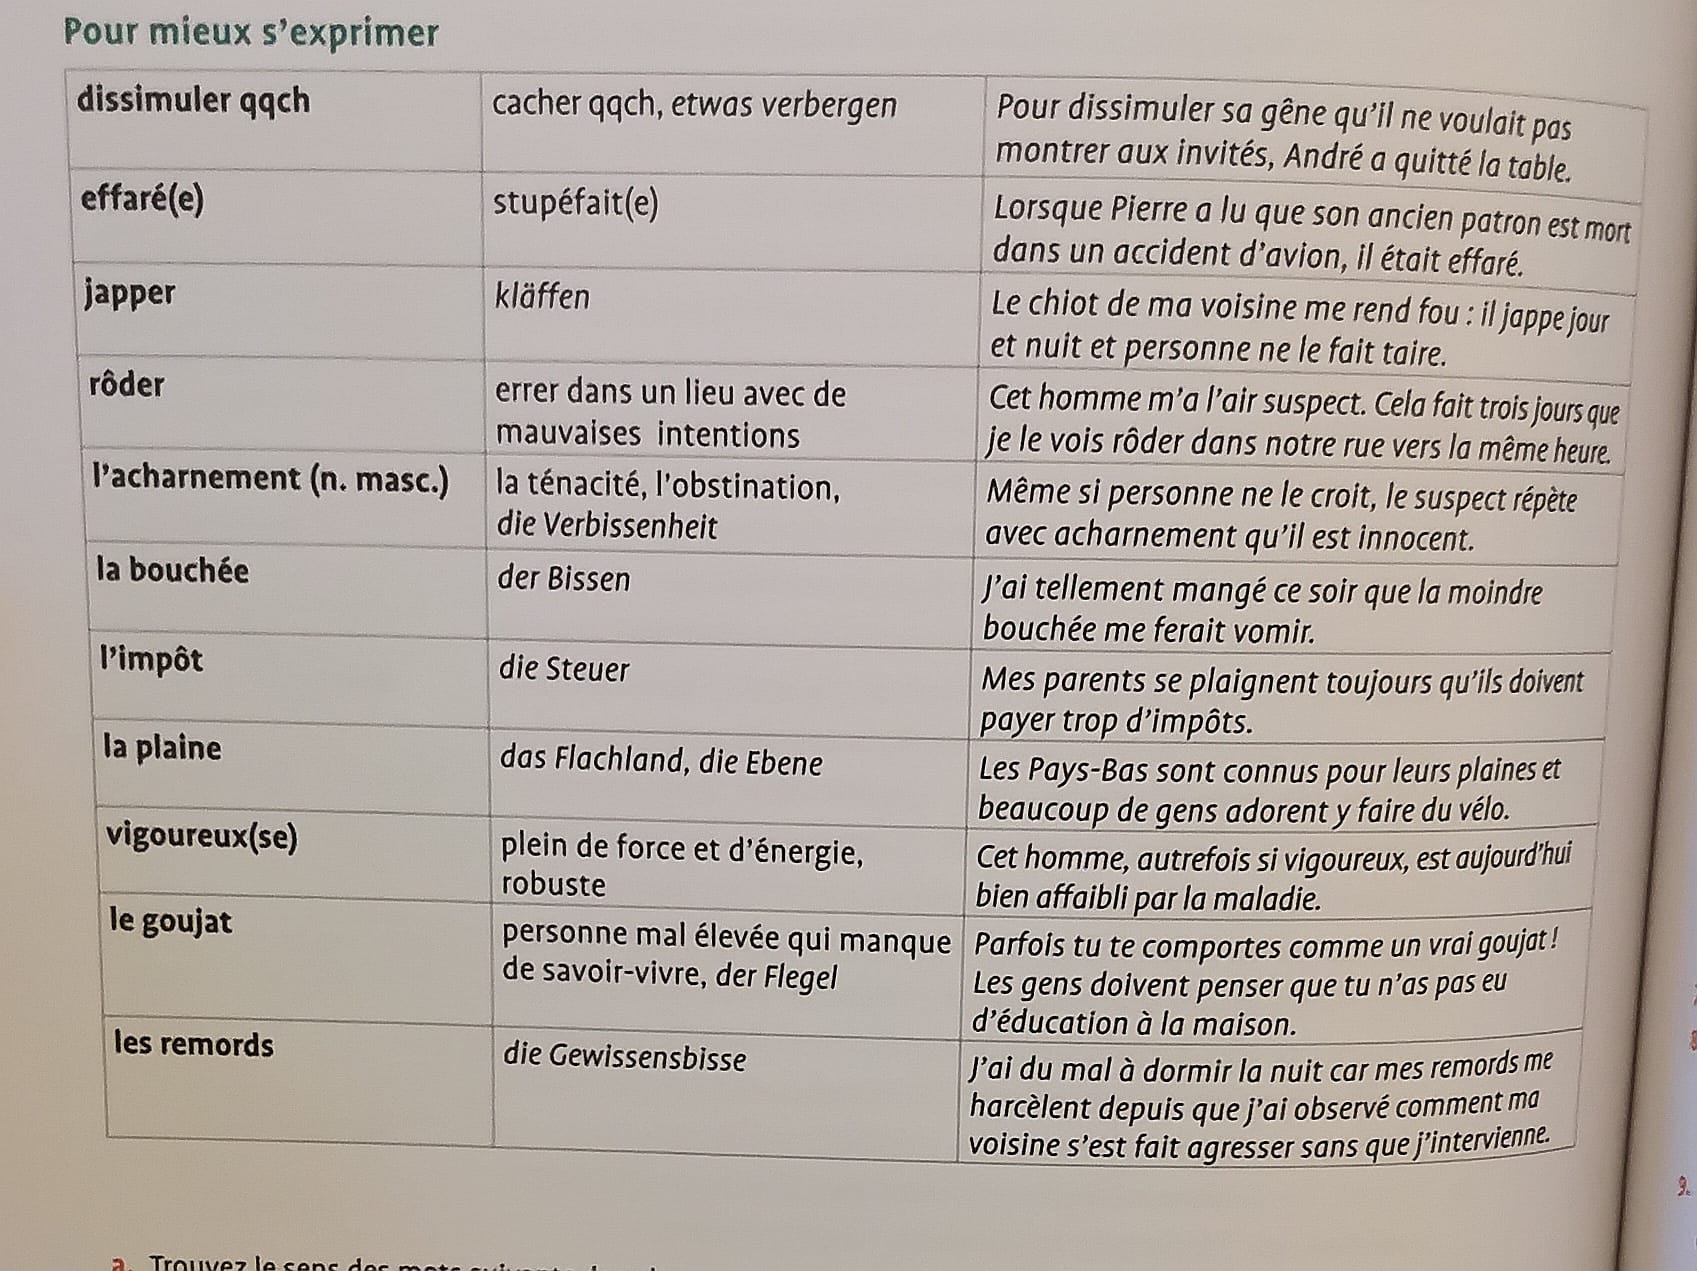 Pour mieux s'exprimer
dissimuler qqch
cacher qqch, etwas verbergen
Pour dissimuler sa gêne qu'il ne voulait pas
montrer aux invités, André a quitté la table.
effaré(e)
stupéfait(e)
Lorsque Pierre a lu que son ancien patron est mort
dans un accident d'avion, il était effaré.
japper
kläffen
Le chiot de ma voisine me rend fou : il jappe jour
et nuit et personne ne le fait taire.
rôder
errer dans un lieu avec de
mauvaises intentions
Cet homme m'a l'air suspect. Cela fait trois jours que
je le vois rôder dans notre rue vers la même heure.
l'acharnement (n. masc.)
la ténacité, l'obstination,
die Verbissenheit
Même si personne ne le croit, le suspect répète
avec acharnement qu'il est innocent.
la bouchée
der Bissen
J'ai tellement mangé ce soir que la moindre
bouchée me ferait vomir.
l'impôt
die Steuer
Mes parents se plaignent toujours qu'ils doivent
payer trop d'impôts.
la plaine
das Flachland, die Ebene
Les Pays-Bas sont connus pour leurs plaines et
beaucoup de gens adorent y faire du vélo.
vigoureux(se)
plein de force et d'énergie,
robuste
Cet homme, autrefois si vigoureux, est aujourd'hui
bien affaibli par la maladie.
le goujat
personne mal élevée qui manque
de savoir-vivre, der Flegel
Parfois tu te comportes comme un vrai goujat !
Les gens doivent penser que tu n'as pas eu
d'éducation à la maison.
les remords
die Gewissensbisse
J'ai du mal à dormir la nuit car mes remords me
harcèlent depuis que j'ai observé comment ma
voisine s'est fait agresser sans que j'intervienne.
9.
a. Trouvez le sens des mots